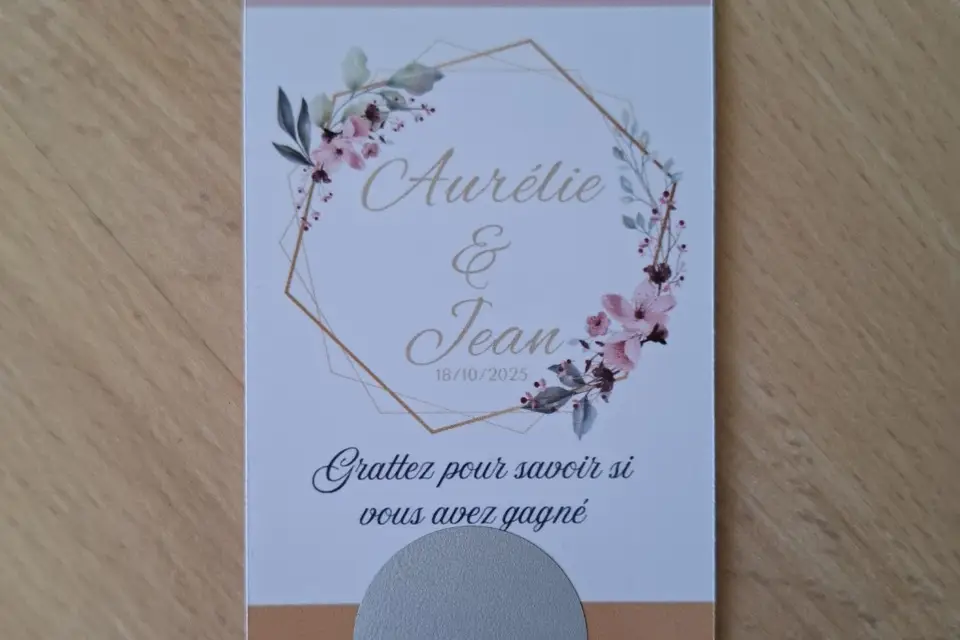 Aurélie
&
Jean
18/10/2025
Grattez pour savoir si
vous avez gagné